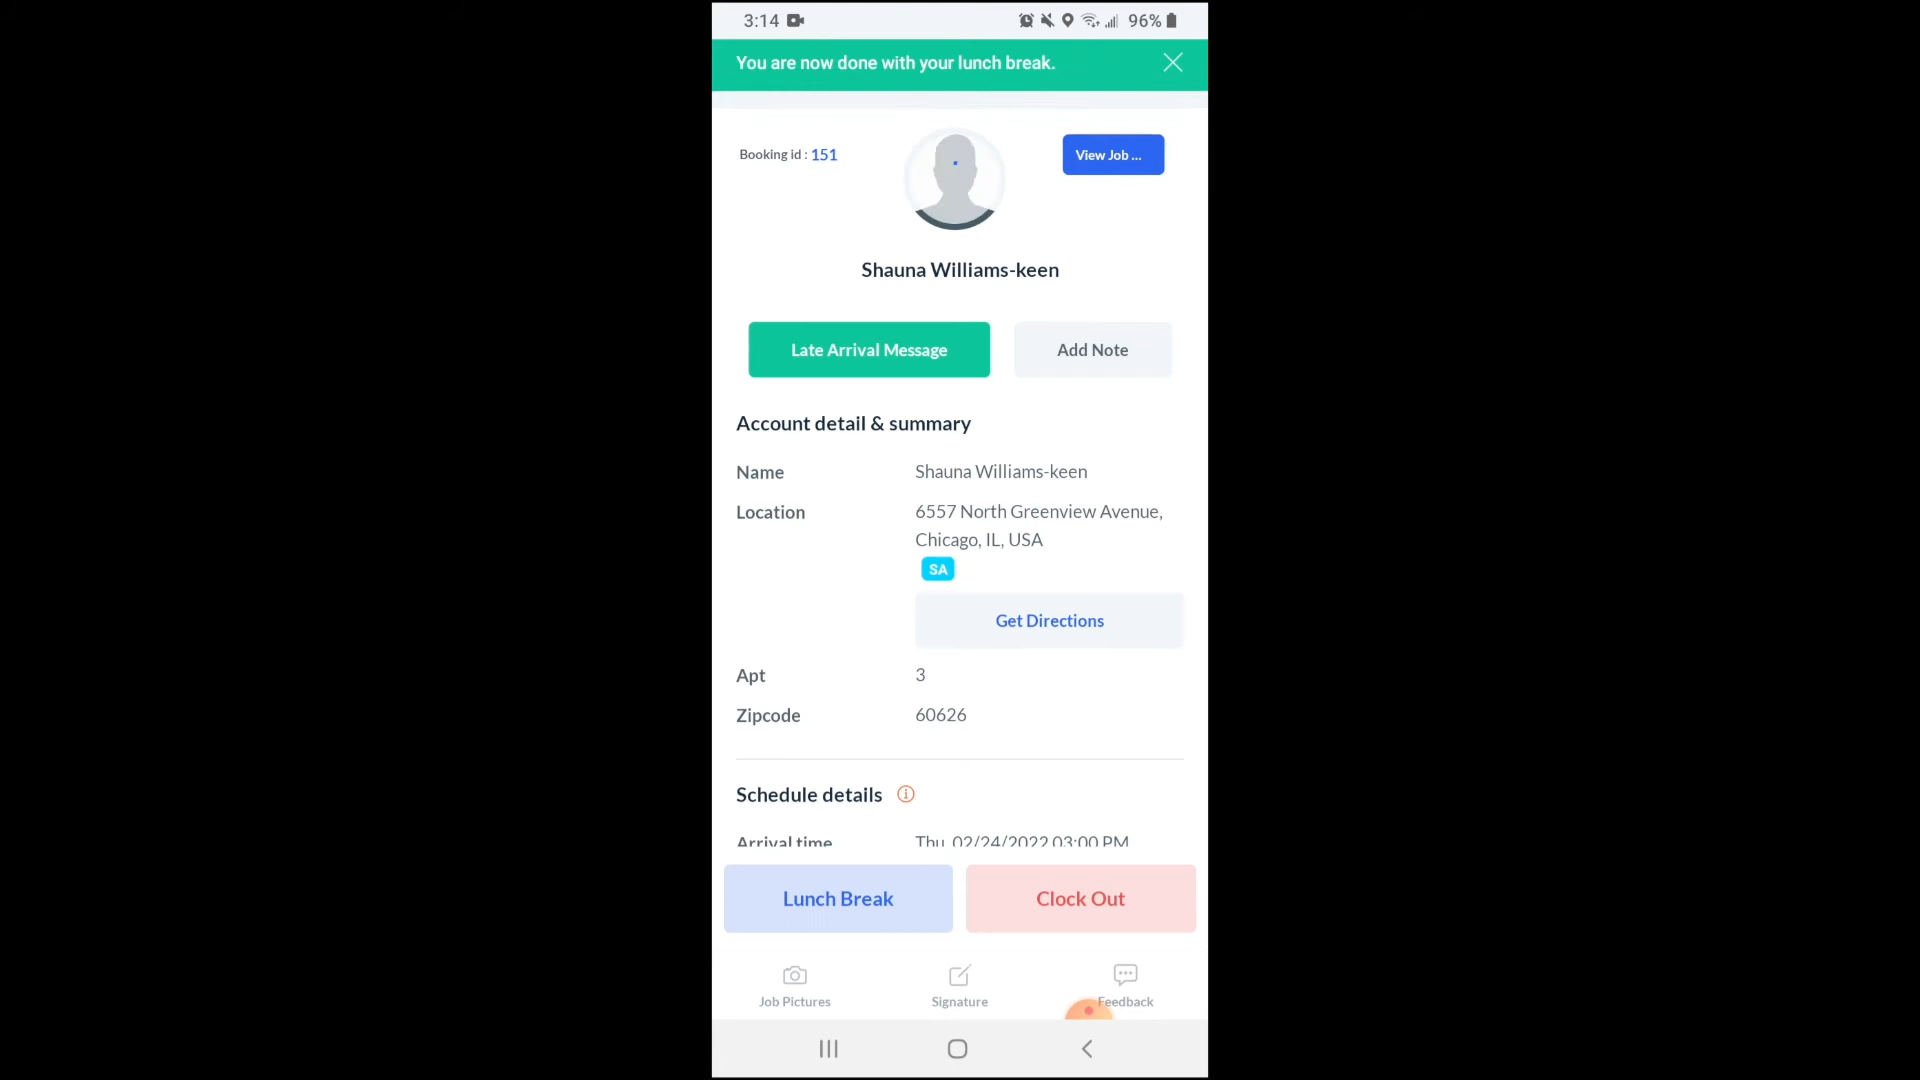 3:14
96%
You are now done with your lunch break.
Booking id : 151
View Job ...
Shauna Williams-keen
Late Arrival Message
Add Note
Account detail & summary
Name
Shauna Williams-keen
Location
6557 North Greenview Avenue,
Chicago, IL, USA
SA
Get Directions
Apt
3
Zipcode
60626
Schedule details
Arrival time
Thu, 02/24/2022 03:00 PM
Lunch Break
Clock Out
Job Pictures
Signature
Feedback